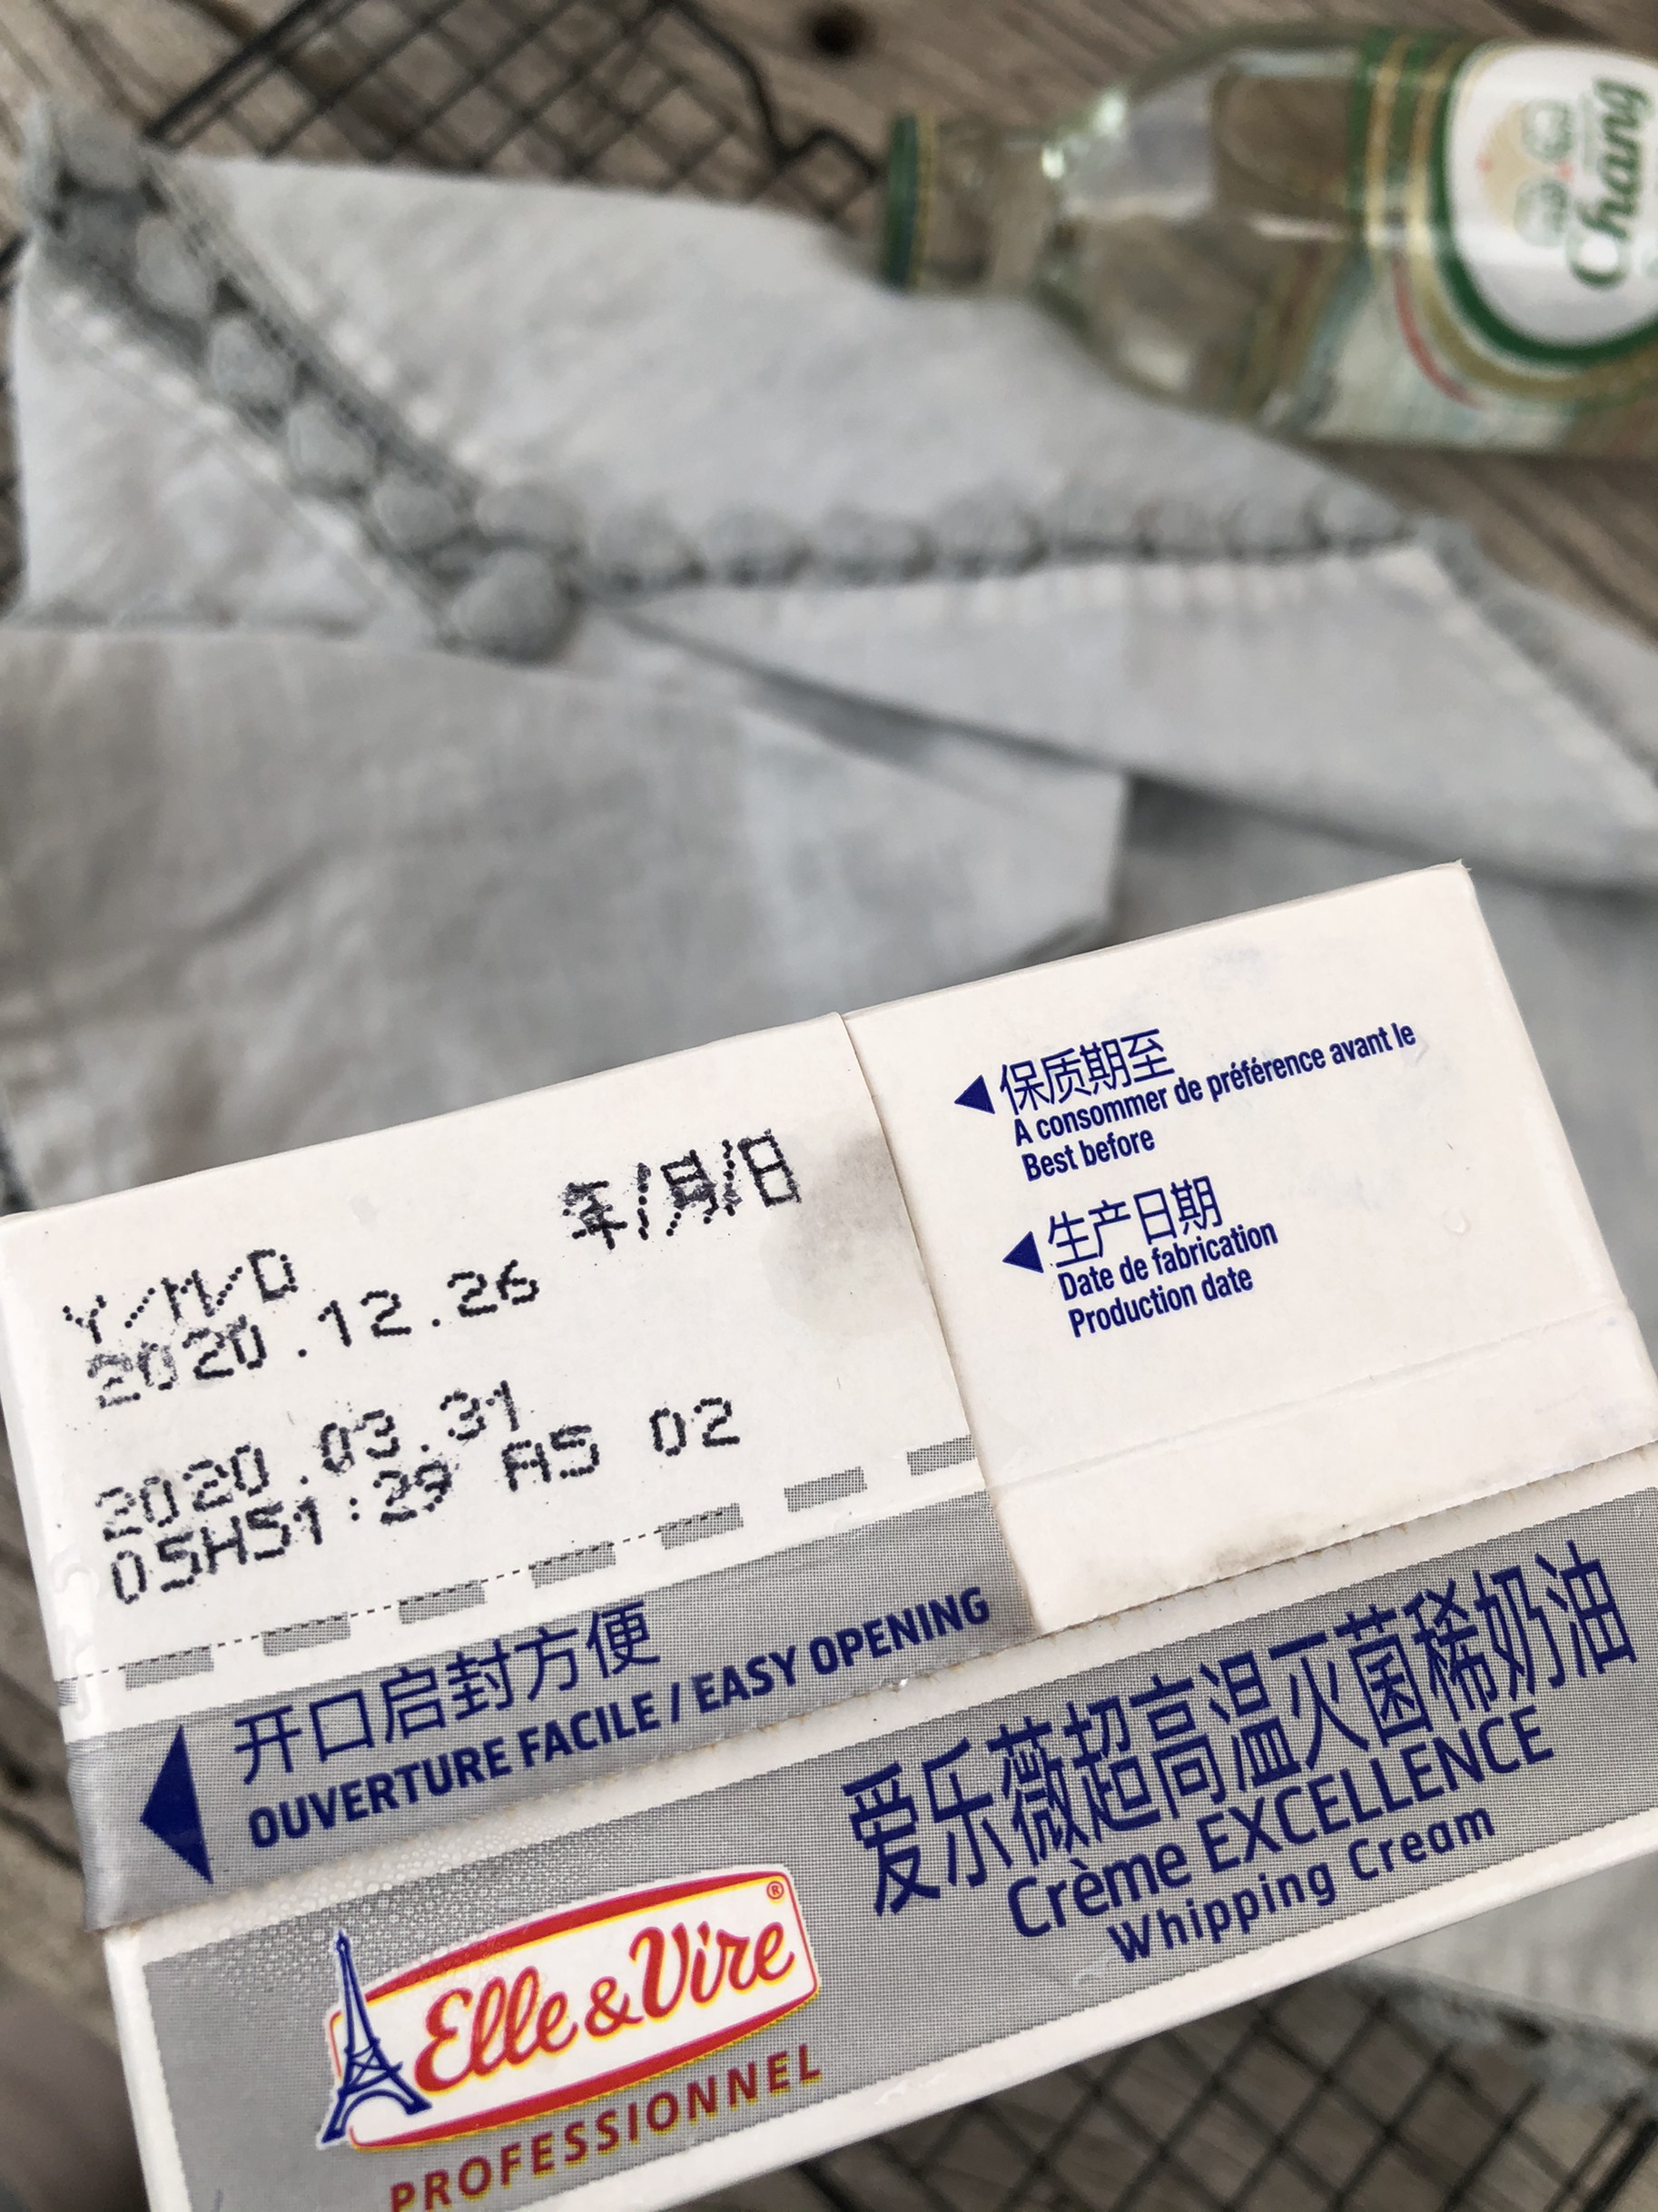 Chang
保质期至
A consommer de préférence avant le
Best before
生产日期
Date de fabrication
Production date
年/月/日
Y/M/D
2020.12.26
2020.03.31
05H51:29 A5 02
开口启封方便
OUVERTURE FACILE / EASY OPENING
爱乐薇超高温灭菌稀奶油
Crème EXCELLENCE
Whipping Cream
Elle&Vire®
PROFESSIONNEL